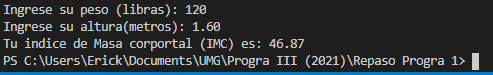 Ingrese su peso (libras): 120
Ingrese su altura(metros): 1.60
Tu indice de Masa corportal (IMC) es: 46.87
PS C:\Users\Erick\Documents\UMG\Progra III (2021)\Repaso Progra 1>